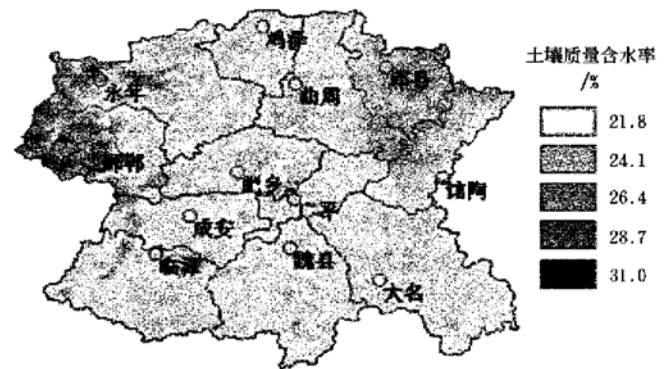 土壤质量含水率
/%
21.8
24.1
26.4
28.7
31.0
鸡泽
永年
曲周
邱县
邯郸
肥乡
馆陶
广平
成安
临漳
魏县
大名